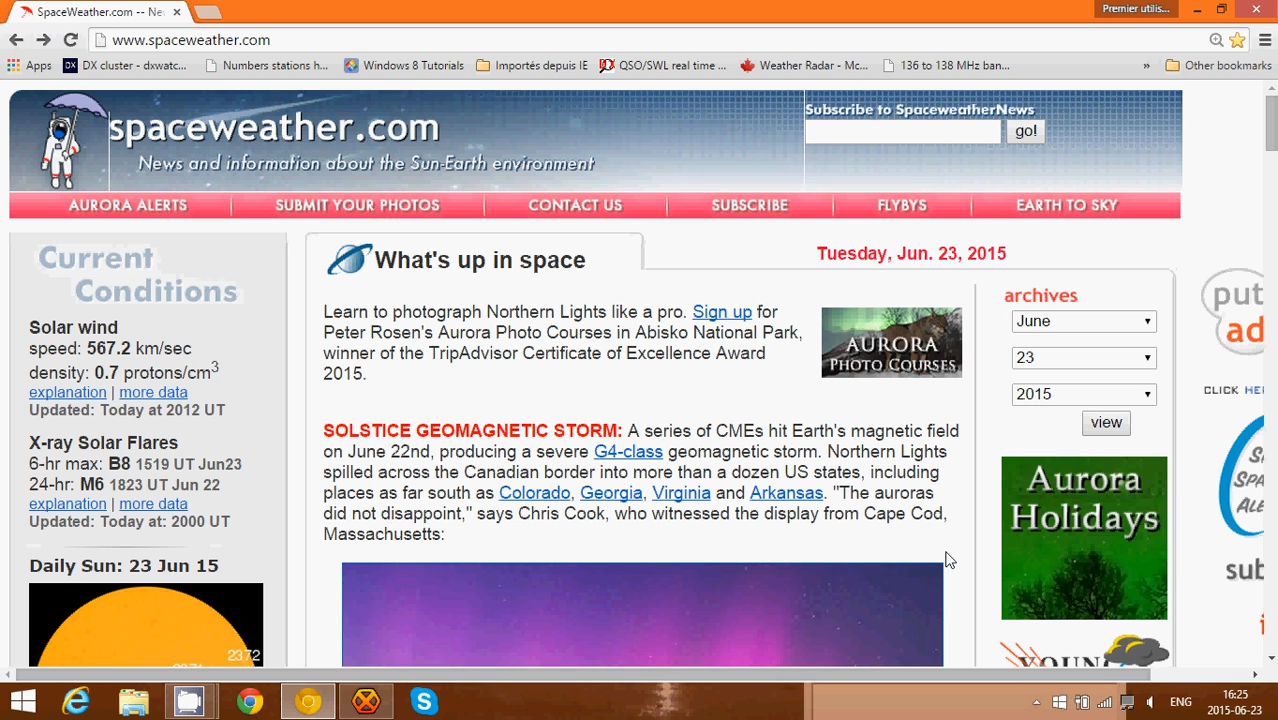 SpaceWeather.com -- Ne
Premier utilis...
www.spaceweather.com
Apps
DX cluster - dxwatc...
Numbers stations h...
Windows 8 Tutorials
Importés depuis IE
QSO/SWL real time ...
Weather Radar - Mc...
136 to 138 MHz ban...
»
Other bookmarks
spaceweather.com
News and information about the Sun-Earth environment
Subscribe to SpaceweatherNews
go!
AURORA ALERTS
SUBMIT YOUR PHOTOS
CONTACT US
SUBSCRIBE
FLYBYS
EARTH TO SKY
Current
Conditions
Solar wind
speed: 567.2 km/sec
density: 0.7 protons/cm3
explanation | more data
Updated: Today at 2012 UT
X-ray Solar Flares
6-hr max: B8 1519 UT Jun23
24-hr: M6 1823 UT Jun 22
explanation | more data
Updated: Today at: 2000 UT
Daily Sun: 23 Jun 15
2372
What's up in space
Tuesday, Jun. 23, 2015
Learn to photograph Northern Lights like a pro. Sign up for
Peter Rosen's Aurora Photo Courses in Abisko National Park,
winner of the TripAdvisor Certificate of Excellence Award
2015.
AURORA
PHOTO COURSES
SOLSTICE GEOMAGNETIC STORM: A series of CMEs hit Earth's magnetic field
on June 22nd, producing a severe G4-class geomagnetic storm. Northern Lights
spilled across the Canadian border into more than a dozen US states, including
places as far south as Colorado, Georgia, Virginia and Arkansas. "The auroras
did not disappoint," says Chris Cook, who witnessed the display from Cape Cod,
Massachusetts:
archives
June
23
2015
view
Aurora
Holidays
YOUN
put
ad
CLICK HE
sub
ENG
16:25
2015-06-23